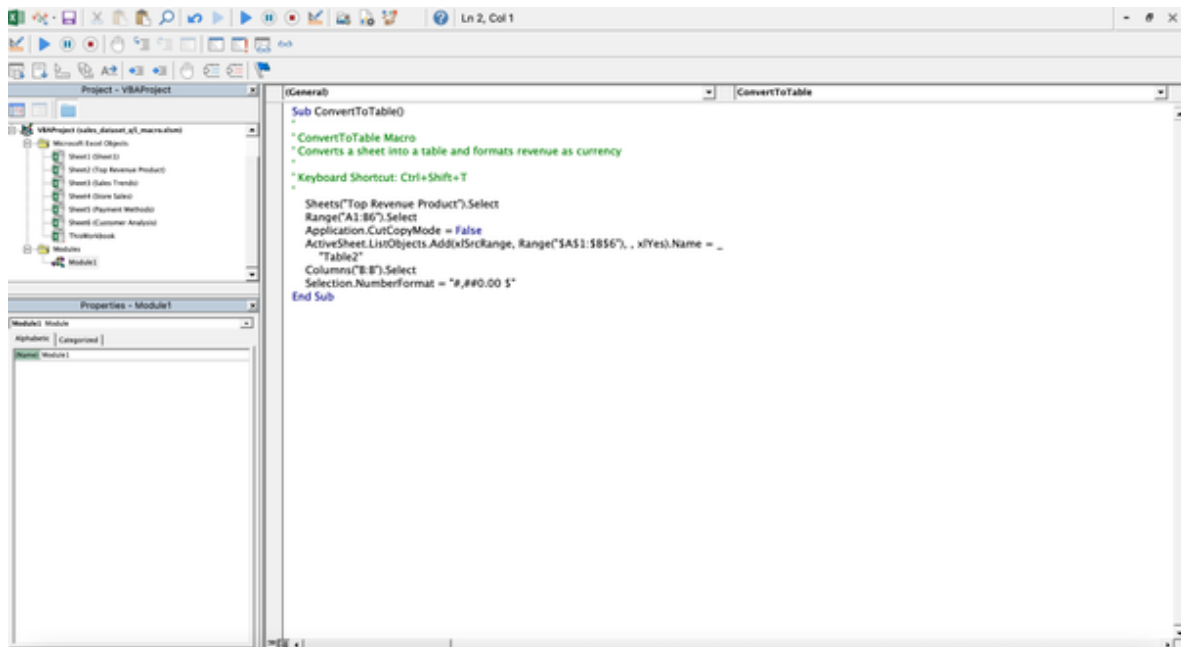 Ln 2, Col 1
Project - VBAProject
VBAProject (sales_dataset_q5_macro.xlsm)
Microsoft Excel Objects
Sheet1 (Sheet1)
Sheet2 (Top Revenue Product)
Sheet3 (Sales Trends)
Sheet4 (Store Sales)
Sheet5 (Payment Methods)
Sheet6 (Customer Analysis)
ThisWorkbook
Modules
Module1
Properties - Module1
Module1 Module
Alphabetic Categorized
(Name) Module1
(General) ConvertToTable
Sub ConvertToTable()
'
' ConvertToTable Macro
' Converts a sheet into a table and formats revenue as currency
'
' Keyboard Shortcut: Ctrl+Shift+T
'
Sheets("Top Revenue Product").Select
Range("A1:B6").Select
Application.CutCopyMode = False
ActiveSheet.ListObjects.Add(xlSrcRange, Range("$A$1:$B$6"), , xlYes).Name = _
"Table2"
Columns("B:B").Select
Selection.NumberFormat = "#,##0.00 $"
End Sub